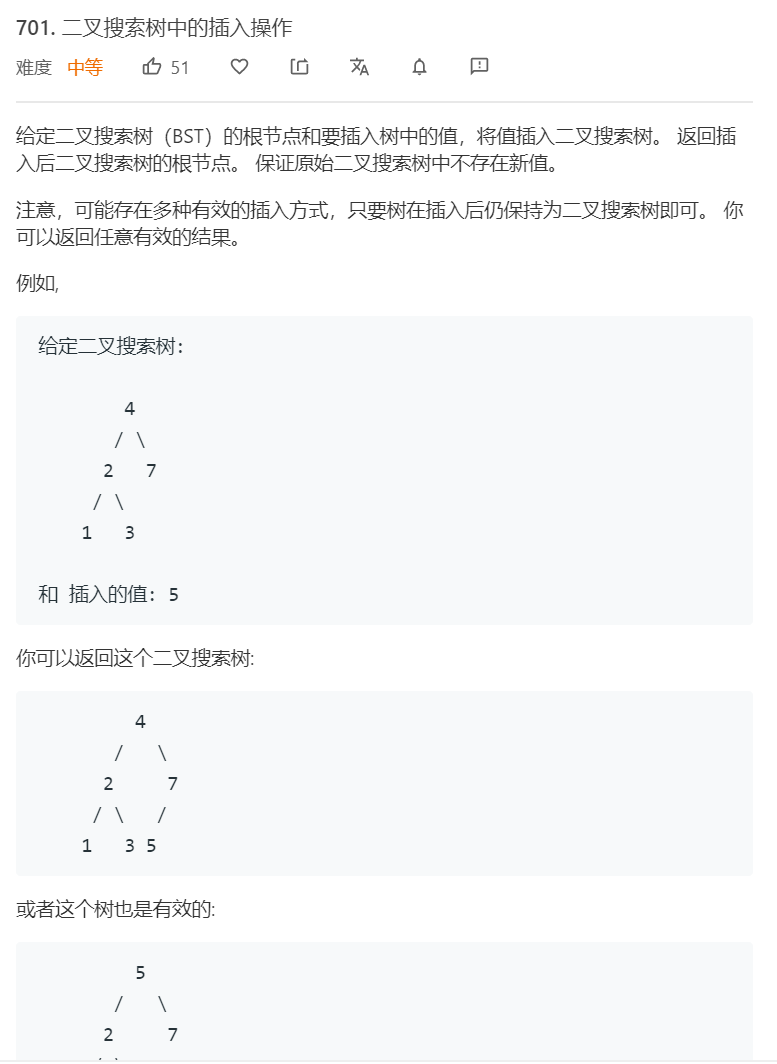 701. 二叉搜索树中的插入操作
难度 中等 51
给定二叉搜索树（BST）的根节点和要插入树中的值，将值插入二叉搜索树。 返回插
入后二叉搜索树的根节点。 保证原始二叉搜索树中不存在新值。
注意，可能存在多种有效的插入方式，只要树在插入后仍保持为二叉搜索树即可。 你
可以返回任意有效的结果。
例如,
给定二叉搜索树:
4
/ \
2 7
/ \
1 3
和 插入的值: 5
你可以返回这个二叉搜索树:
4
/ \
2 7
/ \ /
1 3 5
或者这个树也是有效的:
5
/ \
2 7